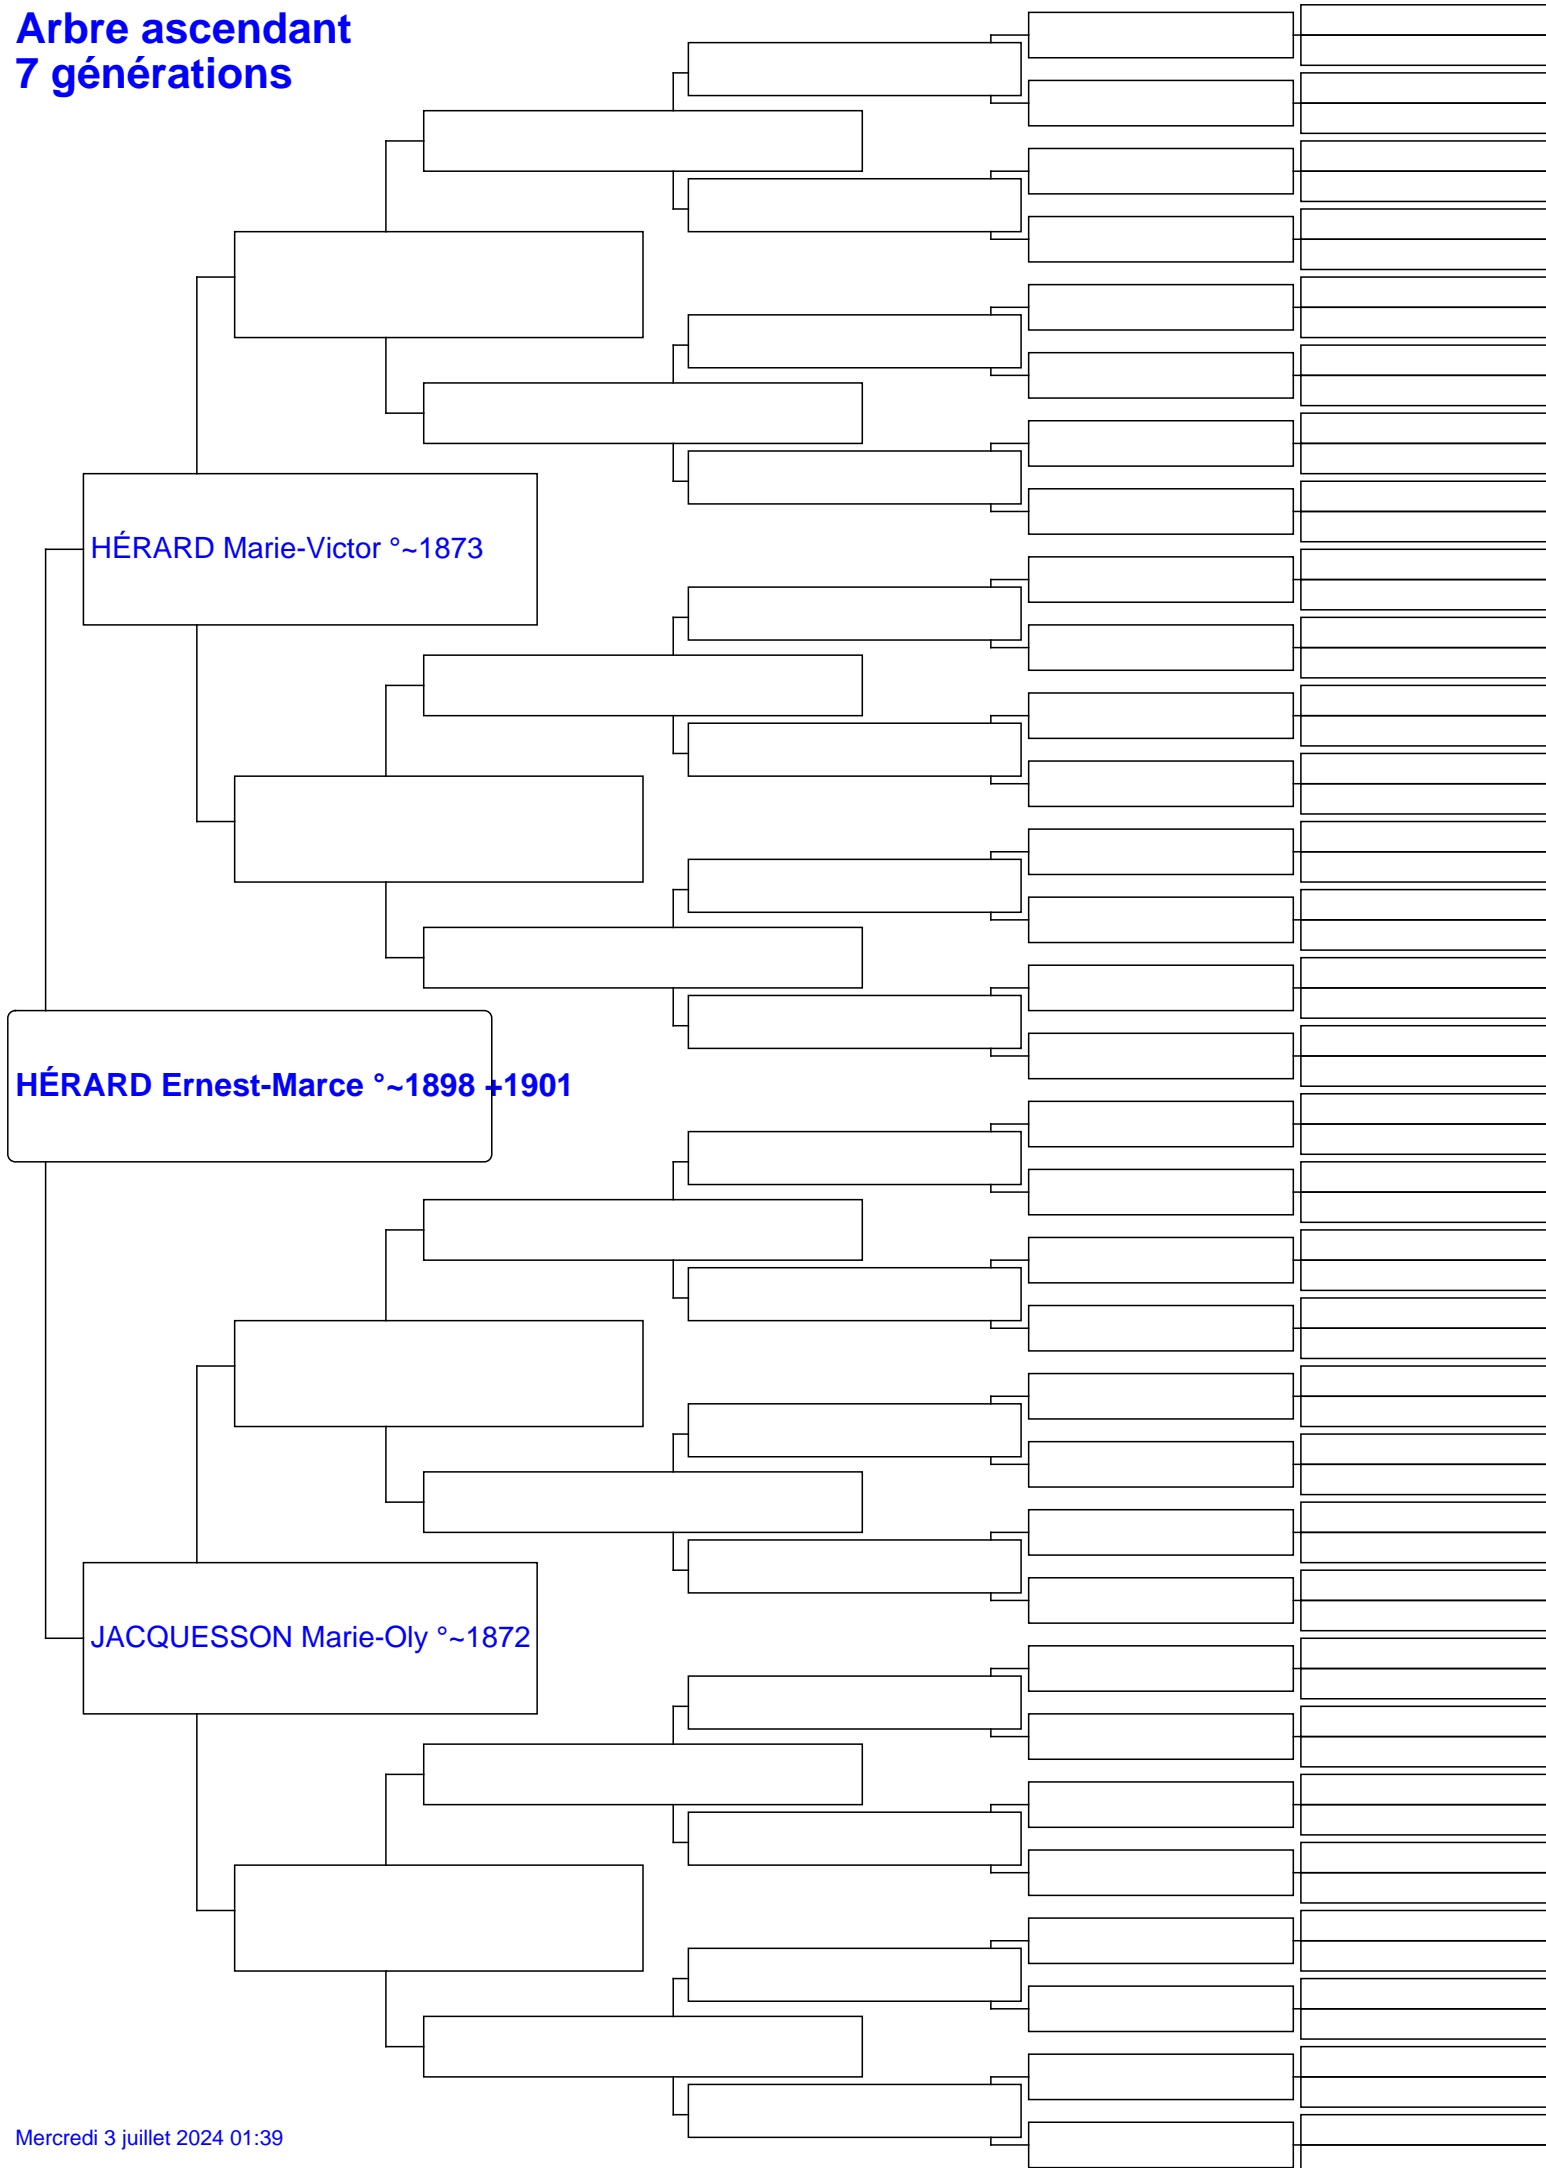 Arbre ascendant
7 générations
HÉRARD Marie-Victor °~1873
HÉRARD Ernest-Marce °~1898 +1901
JACQUESSON Marie-Oly °~1872
Mercredi 3 juillet 2024 01:39